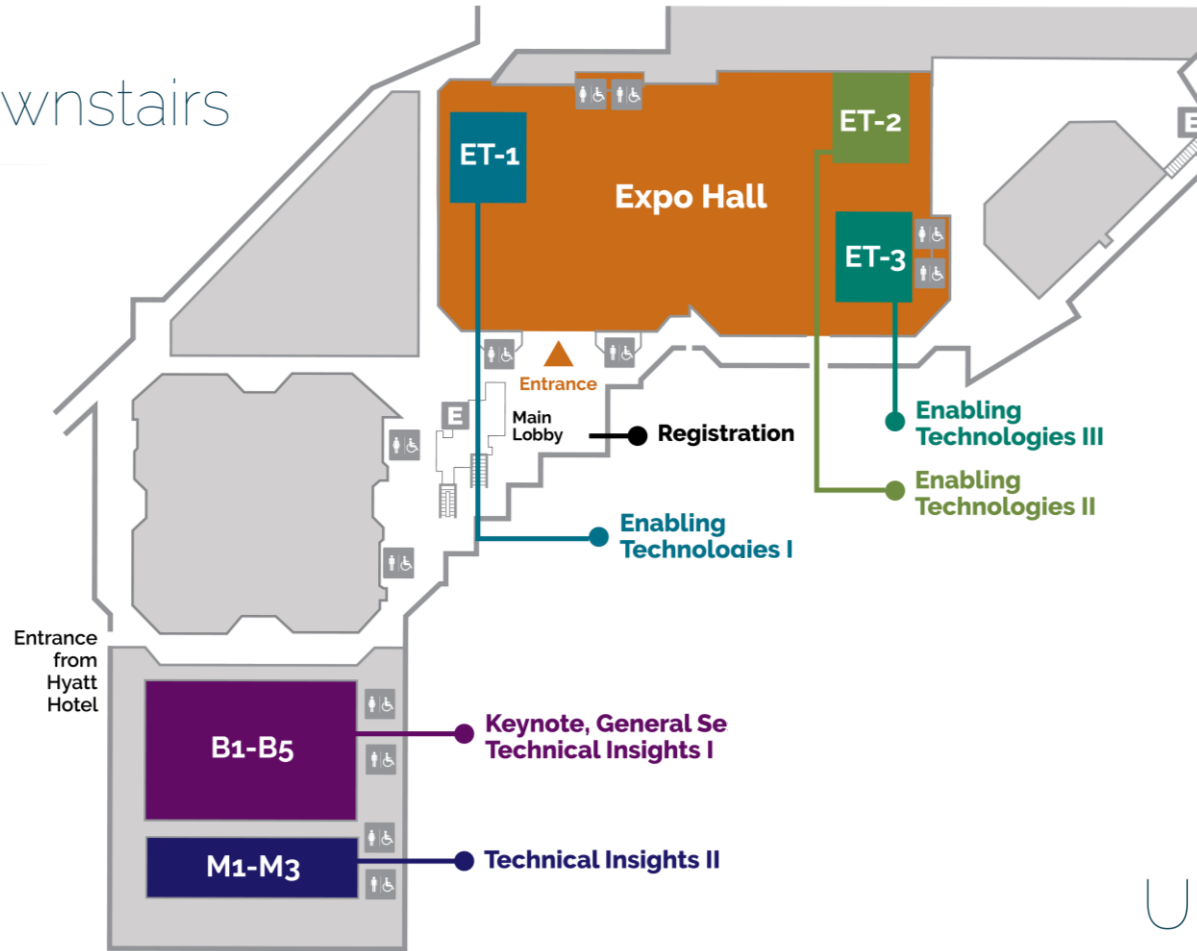 wnstairs
ET-1
ET-2
Expo Hall
ET-3
E
Entrance
E
Main
Lobby
Registration
Enabling
Technologies III
Enabling
Technologies II
Enabling
Technologies I
Entrance
from
Hyatt
Hotel
B1-B5
Keynote, General Se
Technical Insights I
M1-M3
Technical Insights II
U